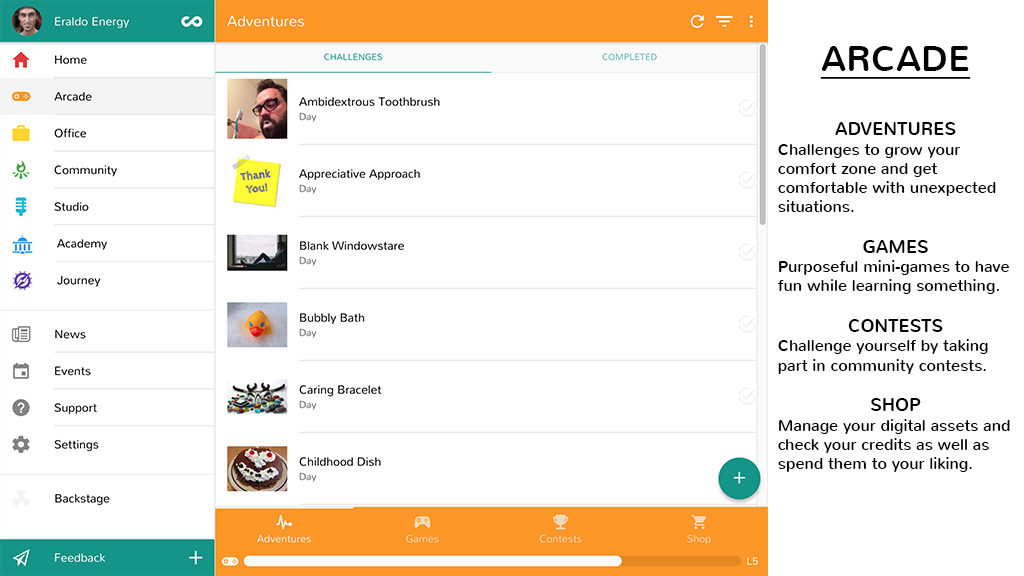 Eraldo Energy
Home
Arcade
Office
Community
Studio
Academy
Journey
News
Events
Support
Settings
Backstage
Feedback
Adventures
CHALLENGES
COMPLETED
Ambidextrous Toothbrush
Day
Thank
You!
Appreciative Approach
Day
Blank Windowstare
Day
Bubbly Bath
Day
Caring Bracelet
Day
Childhood Dish
Day
Adventures
Games
Contests
Shop
L5
ARCADE
ADVENTURES
Challenges to grow your
comfort zone and get
comfortable with unexpected
situations.
GAMES
Purposeful mini-games to have
fun while learning something.
CONTESTS
Challenge yourself by taking
part in community contests.
SHOP
Manage your digital assets and
check your credits as well as
spend them to your liking.